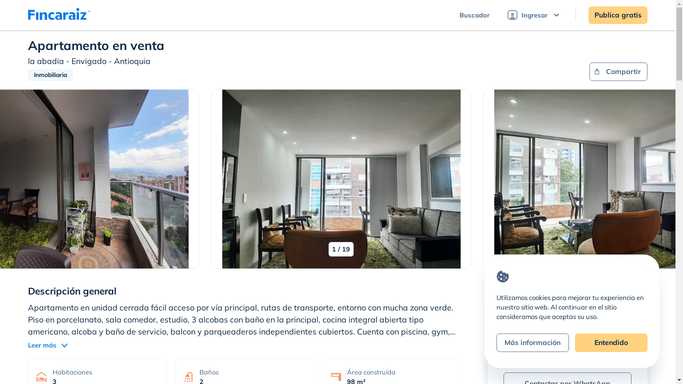 Fincaraiz
Buscador
Ingresar
Publica gratis
Apartamento en venta
la abadia - Envigado - Antioquia
Inmobiliaria
Compartir
1 / 19
Descripción general
Apartamento en unidad cerrada fácil acceso por vía principal, rutas de transporte, entorno con mucha zona verde.
Piso en porcelanato, sala comedor, estudio, 3 alcobas con baño en la principal, cocina integral abierta tipo
americano, alcoba y baño de servicio, balcon y parqueaderos independientes cubiertos. Cuenta con piscina, gym,...
Leer más
Habitaciones
3
Baños
2
Área construida
98 m²
Utilizamos cookies para mejorar tu experiencia en
nuestro sitio web. Al continuar en el sitio
consideramos que aceptas su uso.
Más información
Entendido
Contactar por WhatsApp